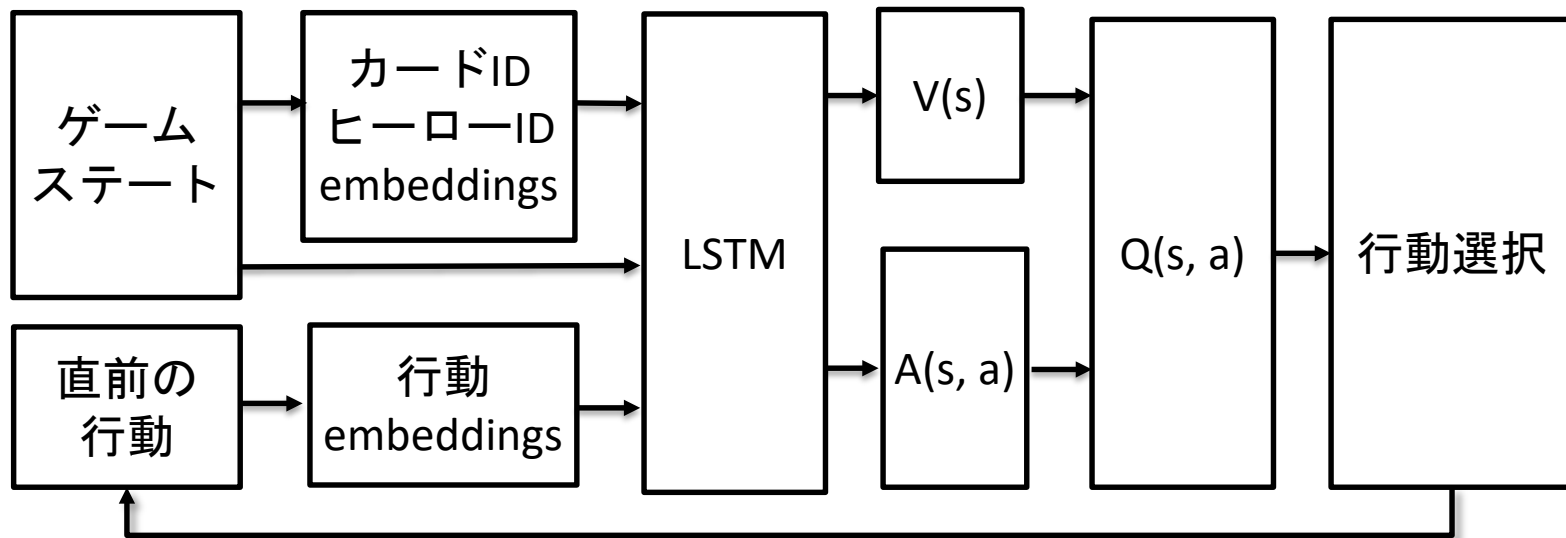 ゲーム
ステート
カードID
ヒーローID
embeddings
直前の
行動
行動
embeddings
LSTM
V(s)
A(s, a)
Q(s, a)
行動選択